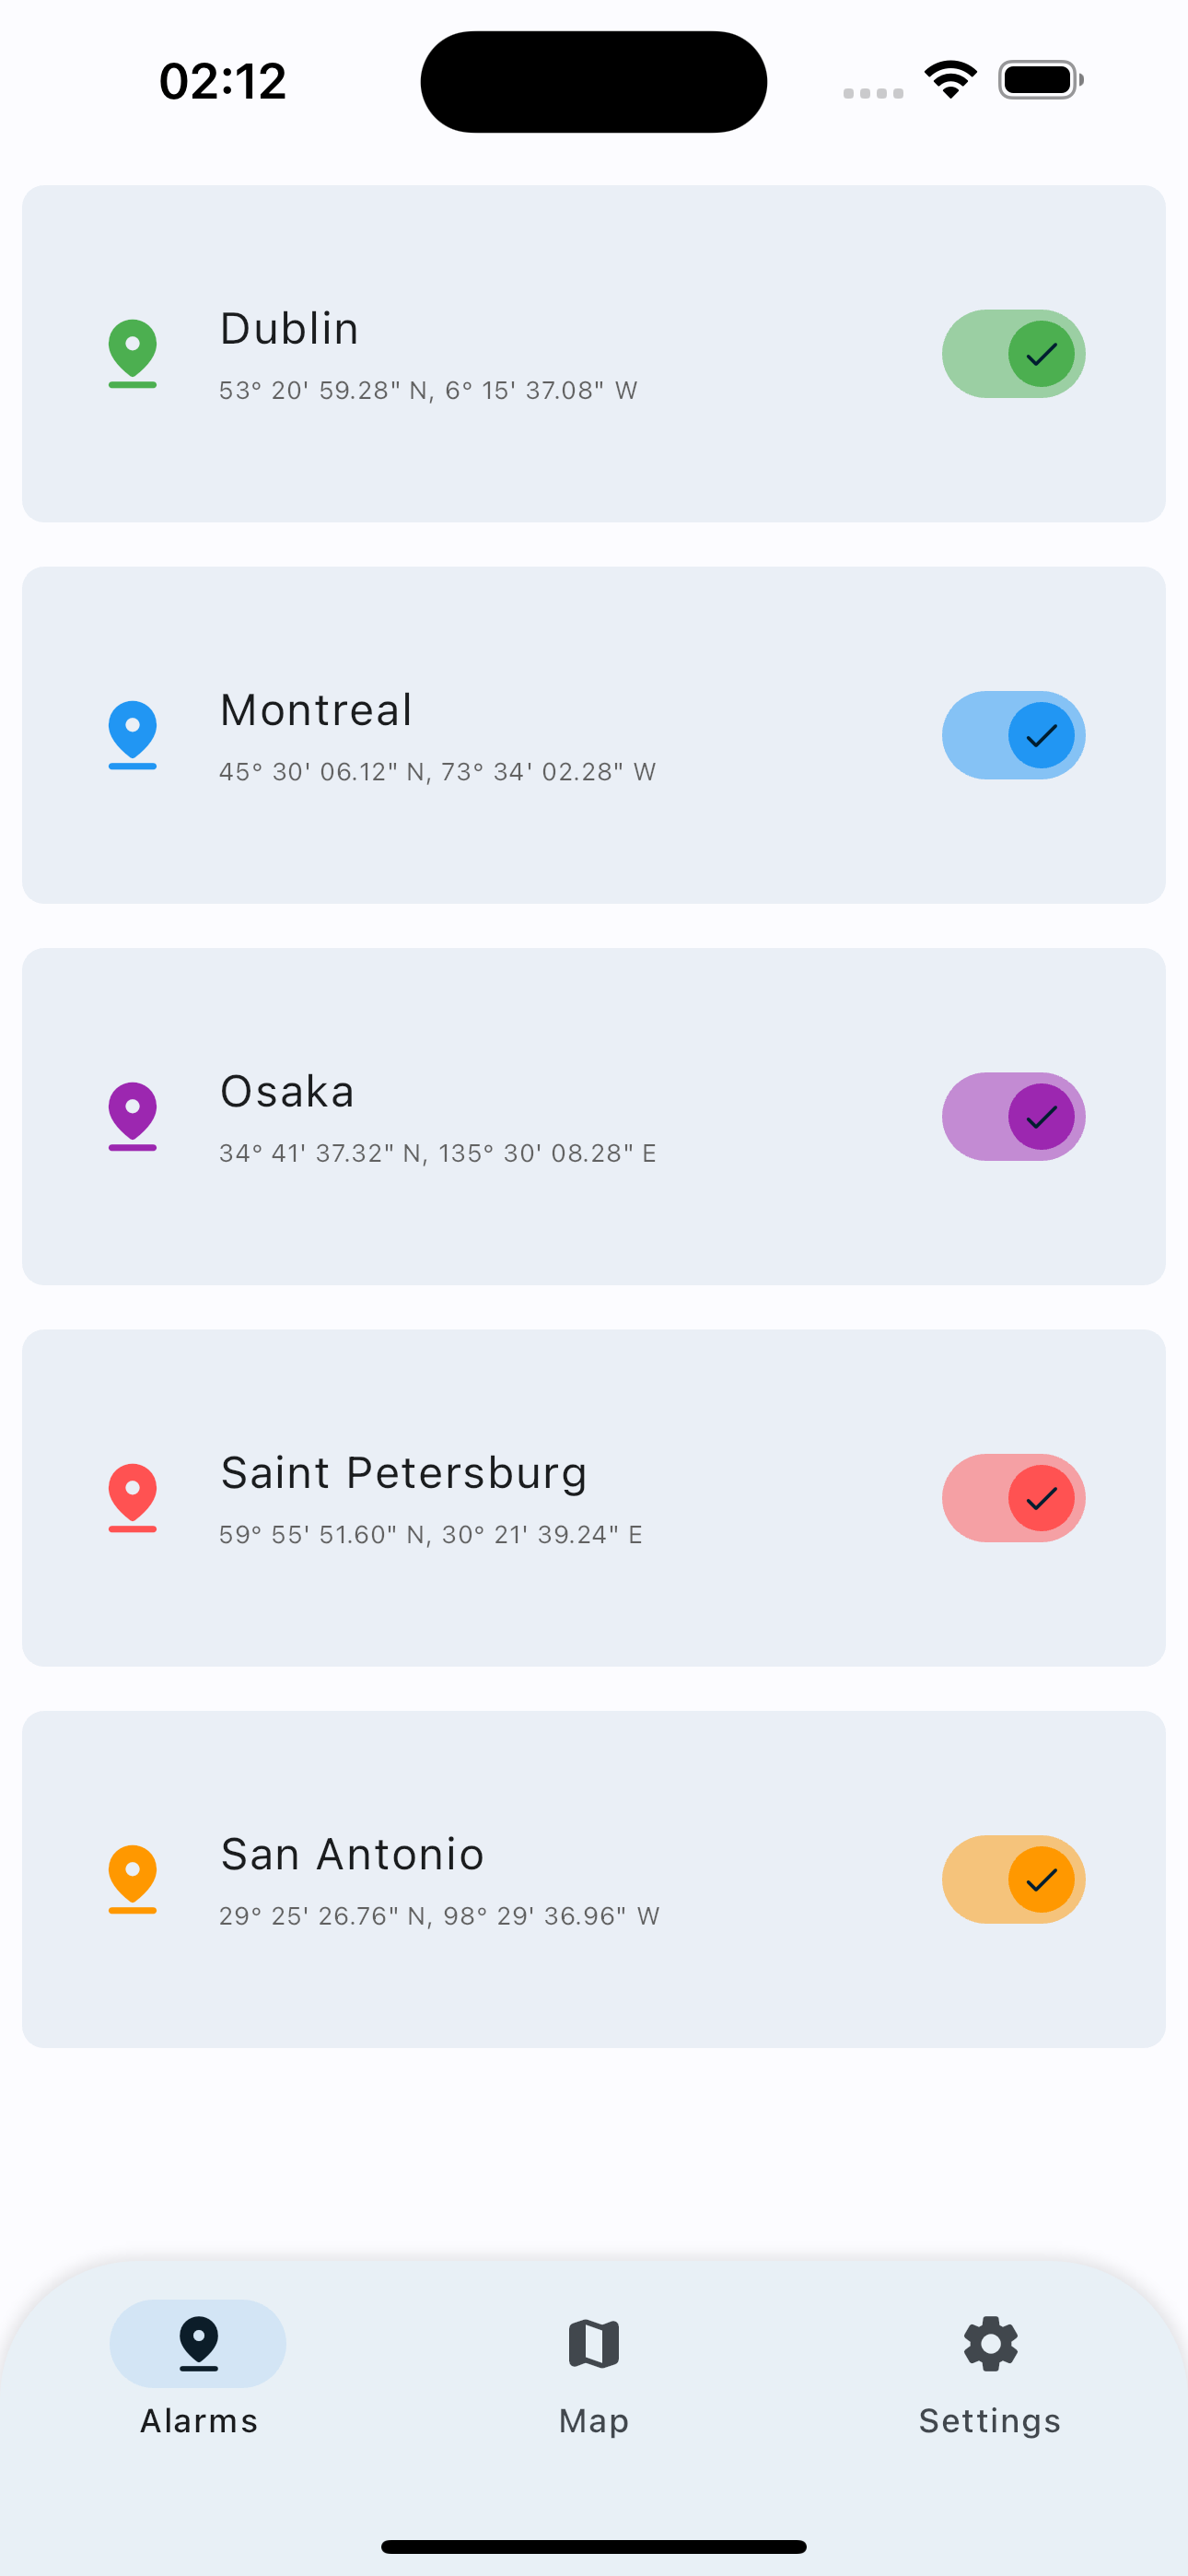 02:12
Dublin
53° 20' 59.28" N, 6° 15' 37.08" W
Montreal
45° 30' 06.12" N, 73° 34' 02.28" W
Osaka
34° 41' 37.32" N, 135° 30' 08.28" E
Saint Petersburg
59° 55' 51.60" N, 30° 21' 39.24" E
San Antonio
29° 25' 26.76" N, 98° 29' 36.96" W
Alarms Map Settings